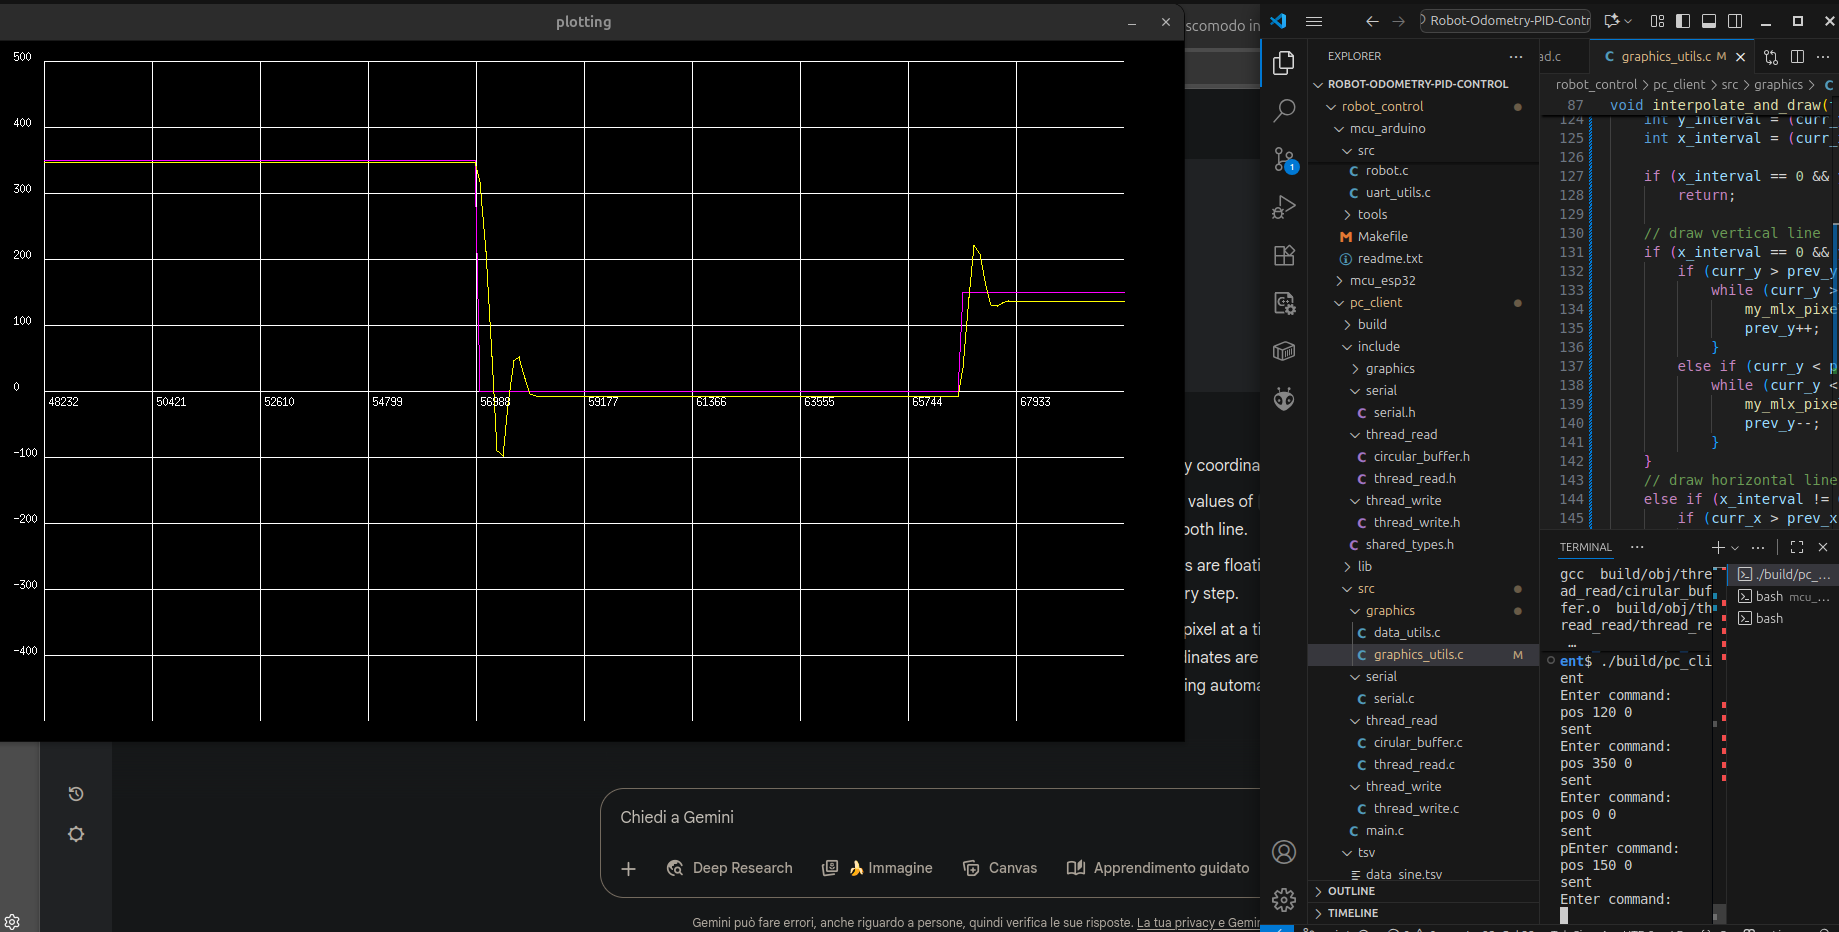 plotting
500
400
300
200
100
0
-100
-200
-300
-400
48232
50421
52610
54799
56988
59177
61366
63555
65744
67933
scomodo in
y coordina
values of
ooth line.
s are floati
ry step.
pixel at a ti
linates are
ing automa
Chiedi a Gemini
Deep Research
Immagine
Canvas
Apprendimento guidato
Gemini può fare errori, anche riguardo a persone, quindi verifica le sue risposte. La tua privacy e Gemin
Robot-Odometry-PID-Contr
EXPLORER
ROBOT-ODOMETRY-PID-CONTROL
robot_control
mcu_arduino
src
robot.c
uart_utils.c
tools
Makefile
readme.txt
mcu_esp32
pc_client
build
include
graphics
serial
serial.h
thread_read
circular_buffer.h
thread_read.h
thread_write
thread_write.h
shared_types.h
lib
src
graphics
data_utils.c
graphics_utils.c M
serial
serial.c
thread_read
cirular_buffer.c
thread_read.c
thread_write
thread_write.c
main.c
tsv
data_sine.tsv
OUTLINE
TIMELINE
1
ad.c
graphics_utils.c M
robot_control > pc_client > src > graphics >
87 void interpolate_and_draw(
124 int y_interval = (curr_
125 int x_interval = (curr_
126
127 if (x_interval == 0 &&
128 return;
129
130 // draw vertical line
131 if (x_interval == 0 &&
132 if (curr_y > prev_y
133 while (curr_y >
134 my_mlx_pixe
135 prev_y++;
136 }
137 else if (curr_y < p
138 while (curr_y <
139 my_mlx_pixe
140 prev_y--;
141 }
142 }
143 // draw horizontal line
144 else if (x_interval !=
145 if (curr_x > prev_x
TERMINAL
gcc build/obj/thre
ad_read/cirular_buf
fer.o build/obj/th
read_read/thread_re
…
ent$ ./build/pc_cli
ent
Enter command:
pos 120 0
sent
Enter command:
pos 350 0
sent
Enter command:
pos 0 0
sent
pEnter command:
pos 150 0
sent
Enter command:
./build/pc_...
bash mcu_...
bash